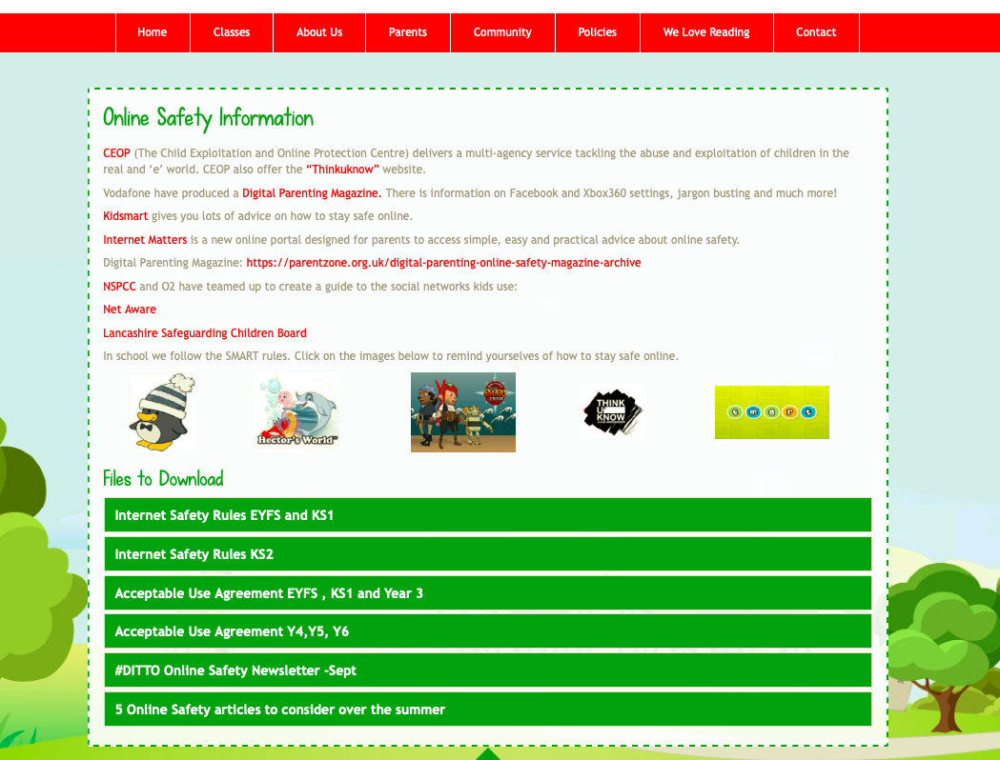 Home
Classes
About Us
Parents
Community
Policies
We Love Reading
Contact
Online Safety Information
CEOP (The Child Exploitation and Online Protection Centre) delivers a multi-agency service tackling the abuse and exploitation of children in the
real and ‘e’ world. CEOP also offer the “Thinkuknow” website.
Vodafone have produced a Digital Parenting Magazine. There is information on Facebook and Xbox360 settings, jargon busting and much more!
Kidsmart gives you lots of advice on how to stay safe online.
Internet Matters is a new online portal designed for parents to access simple, easy and practical advice about online safety.
Digital Parenting Magazine: https://parentzone.org.uk/digital-parenting-online-safety-magazine-archive
NSPCC and O2 have teamed up to create a guide to the social networks kids use:
Net Aware
Lancashire Safeguarding Children Board
In school we follow the SMART rules. Click on the images below to remind yourselves of how to stay safe online.
Hector's World™
SMART
CREW
THINK
U
KNOW
smart
Files to Download
Internet Safety Rules EYFS and KS1
Internet Safety Rules KS2
Acceptable Use Agreement EYFS , KS1 and Year 3
Acceptable Use Agreement Y4,Y5, Y6
#DITTO Online Safety Newsletter -Sept
5 Online Safety articles to consider over the summer